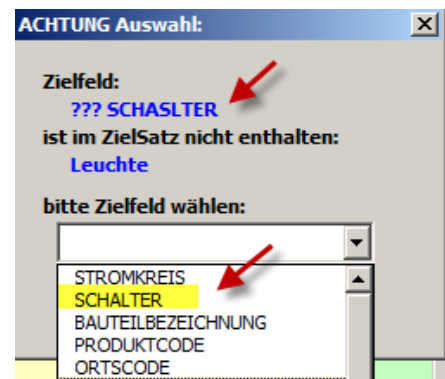 ACHTUNG Auswahl:
Zielfeld:
??? SCHASLTER
ist im ZielSatz nicht enthalten:
Leuchte
bitte Zielfeld wählen:
STROMKREIS
SCHALTER
BAUTEILBEZEICHNUNG
PRODUKTCODE
ORTSCODE